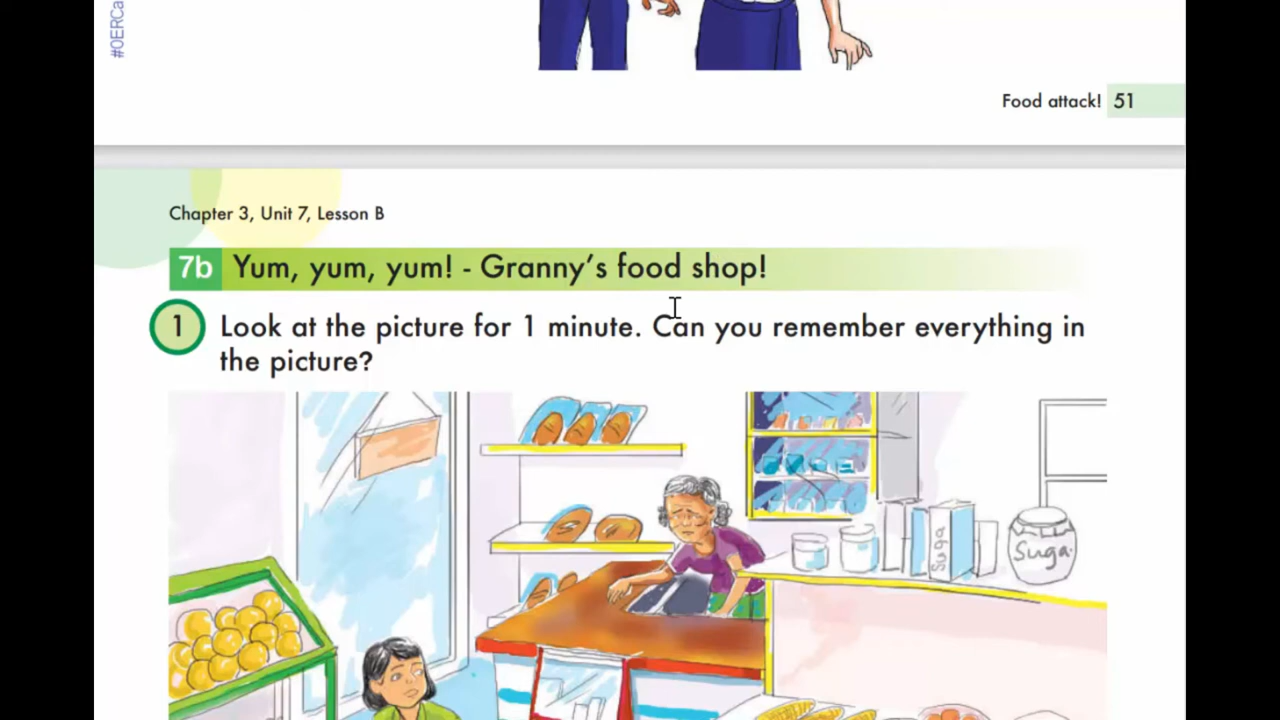 #OERCa
Food attack! 51
Chapter 3, Unit 7, Lesson B
7b Yum, yum, yum! - Granny's food shop!
1 Look at the picture for 1 minute. Can you remember everything in
the picture?
Suga
Suga